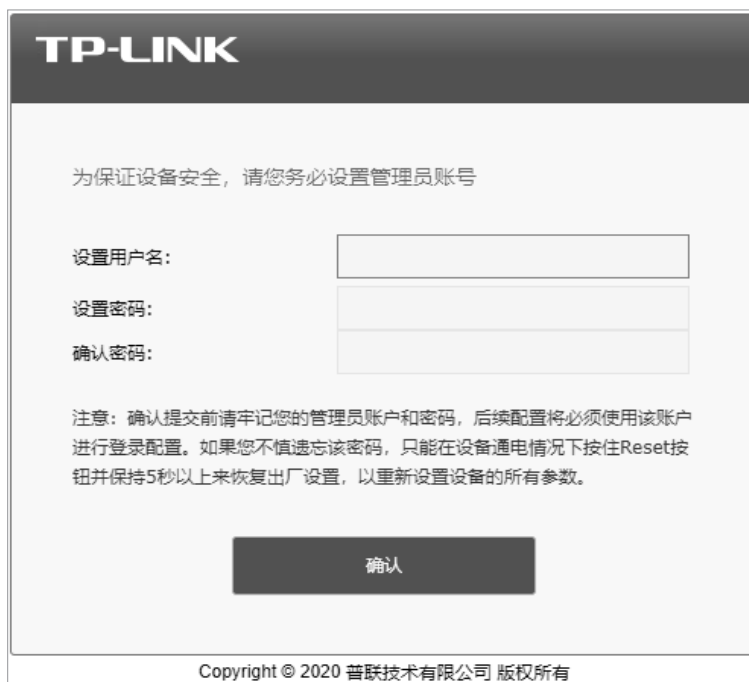 TP-LINK
为保证设备安全，请您务必设置管理员账号
设置用户名：
设置密码：
确认密码：
注意：确认提交前请牢记您的管理员账户和密码，后续配置将必须使用该账户
进行登录配置。如果您不慎遗忘该密码，只能在设备通电情况下按住Reset按
钮并保持5秒以上来恢复出厂设置，以重新设置设备的所有参数。
确认
Copyright © 2020 普联技术有限公司 版权所有